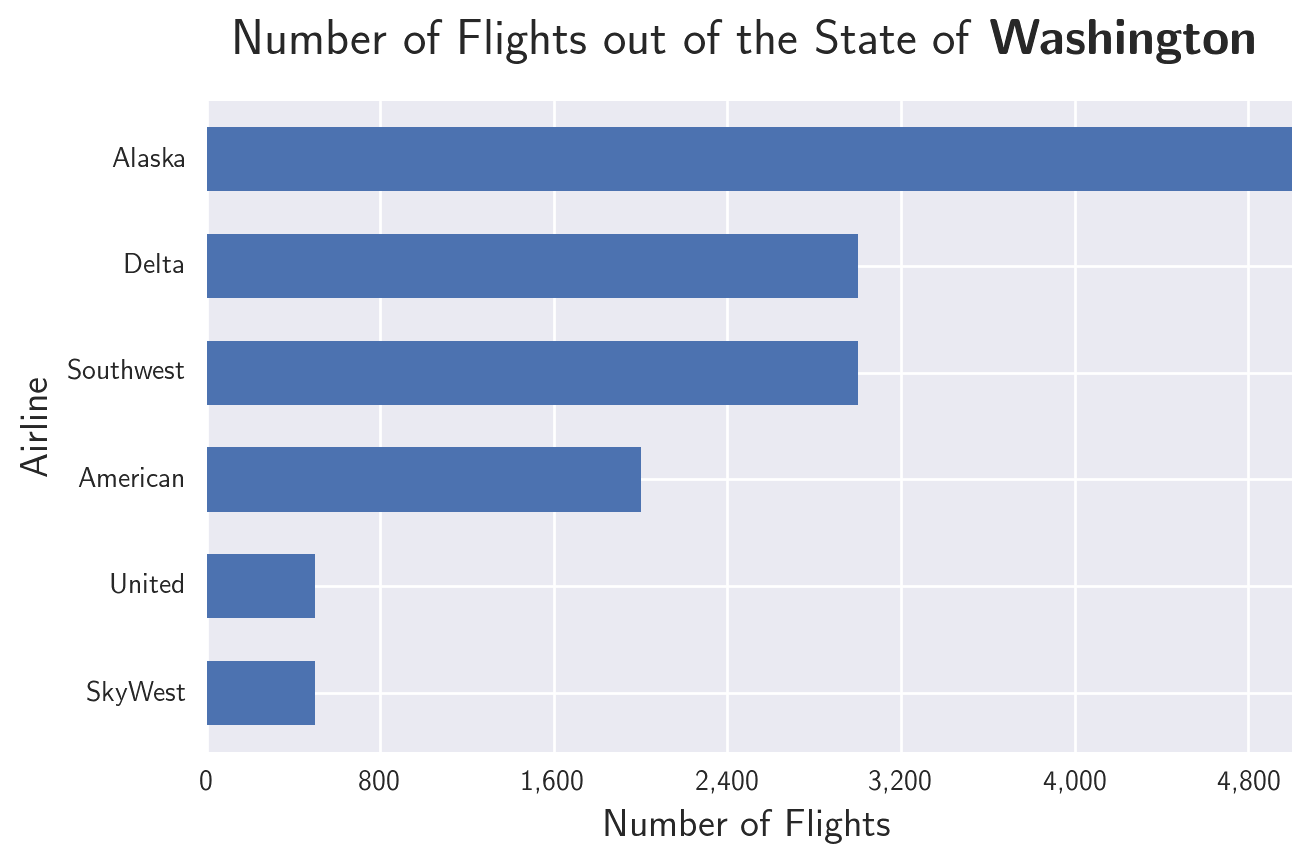 Number of Flights out of the State of Washington
Alaska
Delta
Southwest
American
United
SkyWest
Airline
0 800 1,600 2,400 3,200 4,000 4,800
Number of Flights